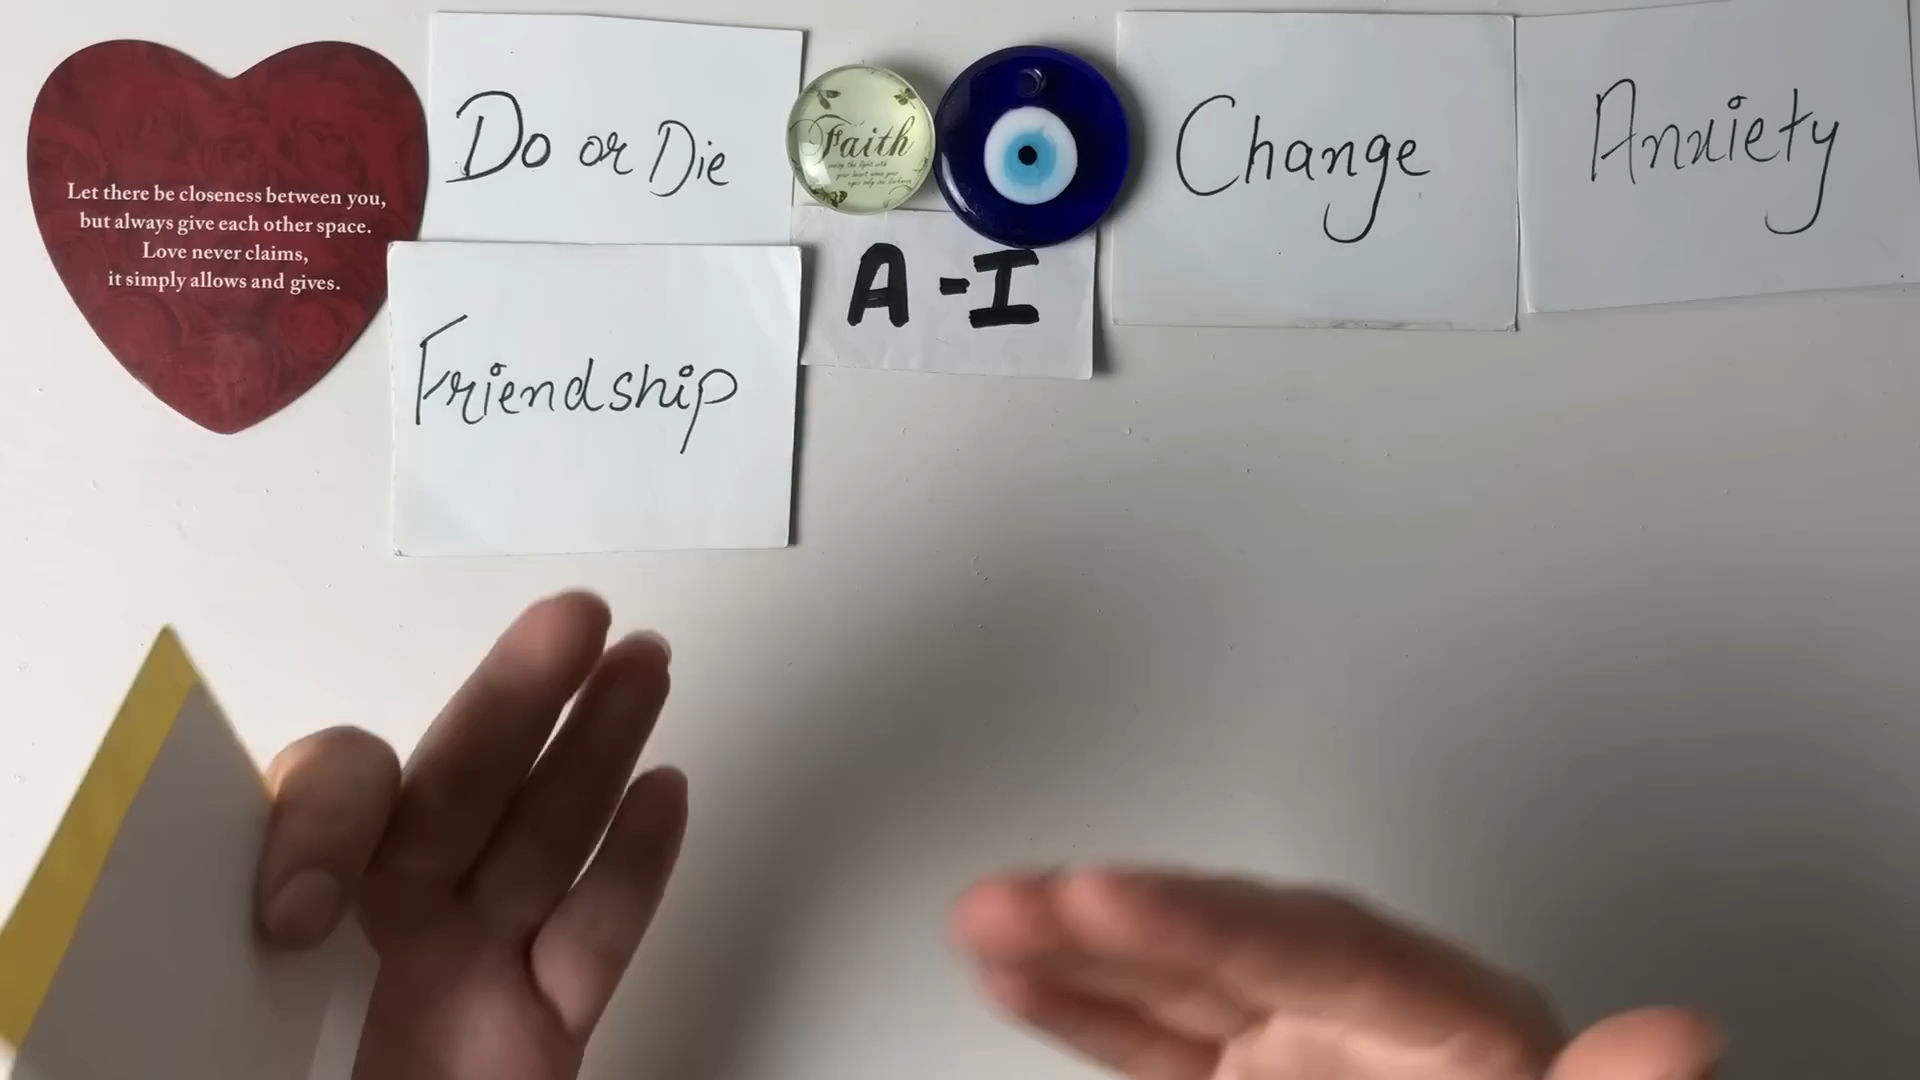 Let there be closeness between you,
but always give each other space.
Love never claims,
it simply allows and gives.
Do or Die
Faith
Friendship
A-I
Change
Anxiety